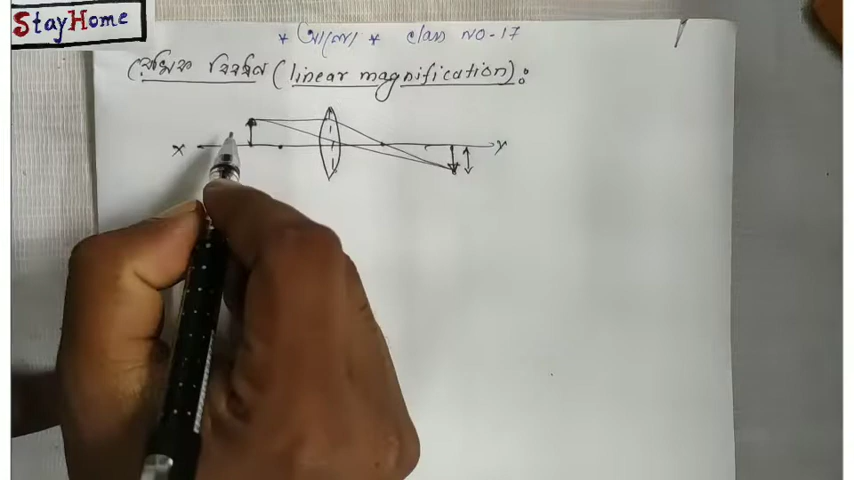 StayHome
* আলো * class NO-17
রৈখিক বিবর্ধন (linear magnification):
X Y